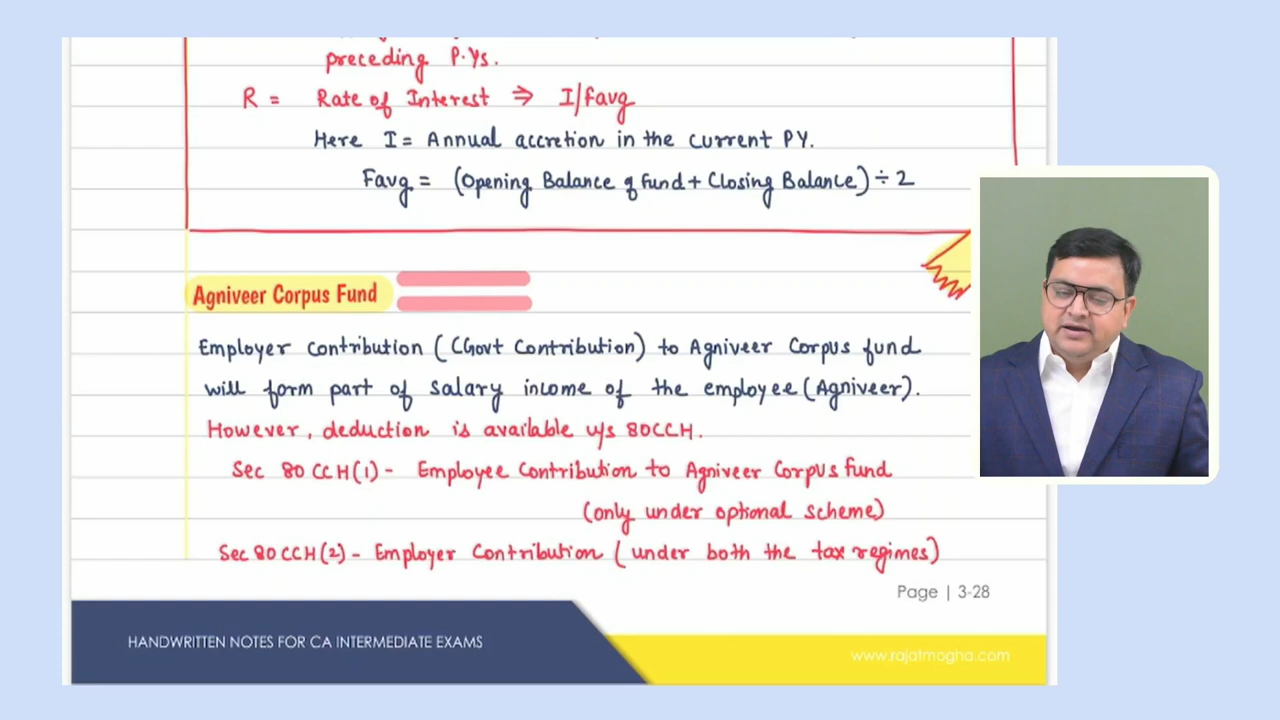 preceding P.Ys.
R = Rate of Interest ⇒ I/Favg
Here I = Annual accretion in the current PY.
Favg = (Opening Balance of Fund + Closing Balance) ÷ 2
Agniveer Corpus Fund
Employer contribution (CGovt Contribution) to Agniveer Corpus fund
will form part of salary income of the employee (Agniveer).
However, deduction is available u/s 80CCH.
Sec 80 CCH(1) - Employee Contribution to Agniveer Corpus fund
(only under optional scheme)
Sec 80 CCH(2) - Employer Contribution (under both the tax regimes)
Page | 3-28
HANDWRITTEN NOTES FOR CA INTERMEDIATE EXAMS
www.rajatmogha.com